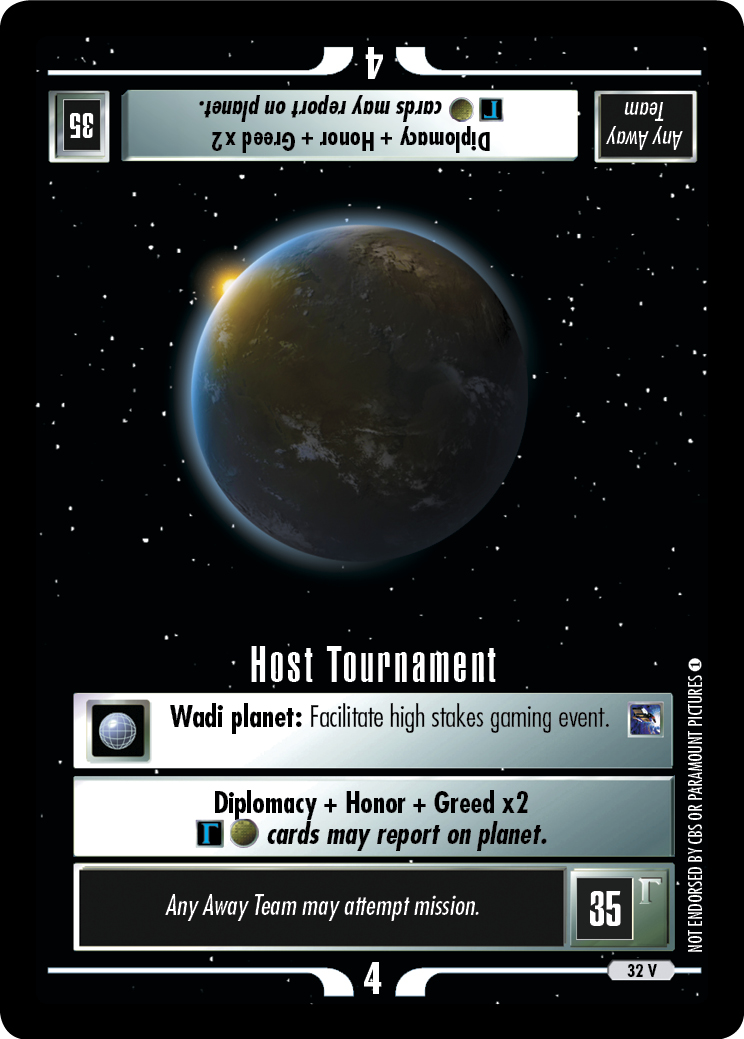 4
35
Diplomacy + Honor + Greed x2
Γ cards may report on planet.
Any Away
Team
Host Tournament
Wadi planet: Facilitate high stakes gaming event.
Diplomacy + Honor + Greed x2
Γ cards may report on planet.
Any Away Team may attempt mission.
35
Γ
4
32 V
NOT ENDORSED BY CBS OR PARAMOUNT PICTURES 1